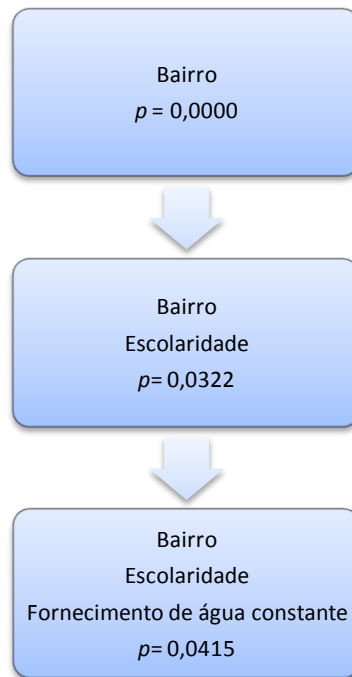 Bairro
p = 0,0000
Bairro
Escolaridade
p= 0,0322
Bairro
Escolaridade
Fornecimento de água constante
p= 0,0415